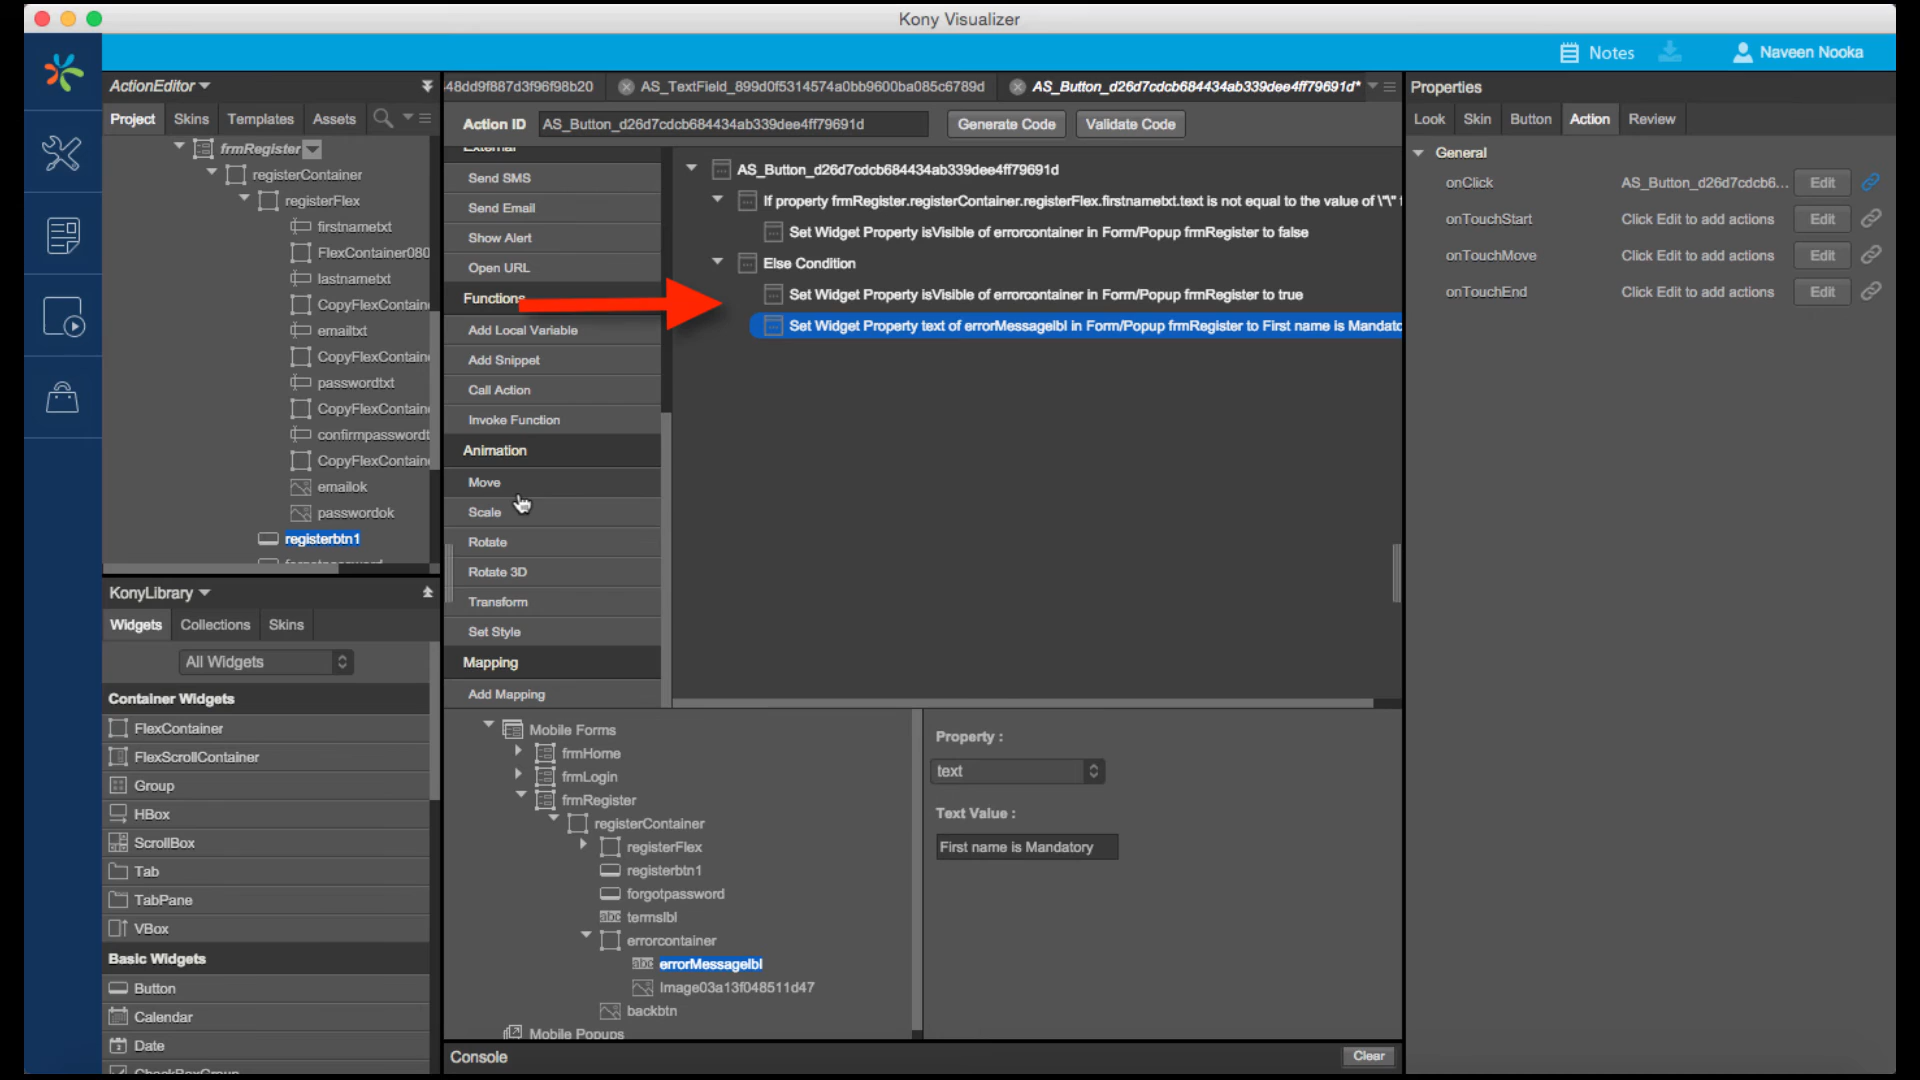 Kony Visualizer
Notes
Naveen Nooka
ActionEditor
48dd9f887d3f96f98b20
AS_TextField_899d0f5314574a0bb9600ba085c6789d
AS_Button_d26d7cdcb684434ab339dee4ff79691d*
Properties
Project
Skins
Templates
Assets
Action ID
AS_Button_d26d7cdcb684434ab339dee4ff79691d
Generate Code
Validate Code
Look
Skin
Button
Action
Review
frmRegister
registerContainer
registerFlex
firstnametxt
FlexContainer080
lastnametxt
CopyFlexContain
emailtxt
CopyFlexContain
passwordtxt
CopyFlexContain
confirmpasswordt
CopyFlexContain
emailok
passwordok
registerbtn1
forgotpassword
External
Send SMS
Send Email
Show Alert
Open URL
Functions
Add Local Variable
Add Snippet
Call Action
Invoke Function
Animation
Move
Scale
Rotate
Rotate 3D
Transform
Set Style
Mapping
Add Mapping
AS_Button_d26d7cdcb684434ab339dee4ff79691d
If property frmRegister.registerContainer.registerFlex.firstnametxt.text is not equal to the value of \"\" f
Set Widget Property isVisible of errorcontainer in Form/Popup frmRegister to false
Else Condition
Set Widget Property isVisible of errorcontainer in Form/Popup frmRegister to true
Set Widget Property text of errorMessagelbl in Form/Popup frmRegister to First name is Mandato
General
onClick
AS_Button_d26d7cdcb6...
Edit
onTouchStart
Click Edit to add actions
Edit
onTouchMove
Click Edit to add actions
Edit
onTouchEnd
Click Edit to add actions
Edit
KonyLibrary
Widgets
Collections
Skins
All Widgets
Container Widgets
FlexContainer
FlexScrollContainer
Group
HBox
ScrollBox
Tab
TabPane
VBox
Basic Widgets
Button
Calendar
Date
CheckBoxGroup
Mobile Forms
frmHome
frmLogin
frmRegister
registerContainer
registerFlex
registerbtn1
forgotpassword
abc termslbl
errorcontainer
abc errorMessagelbl
Image03a13f048511d47
backbtn
Mobile Popups
Property :
text
Text Value :
First name is Mandatory
Console
Clear